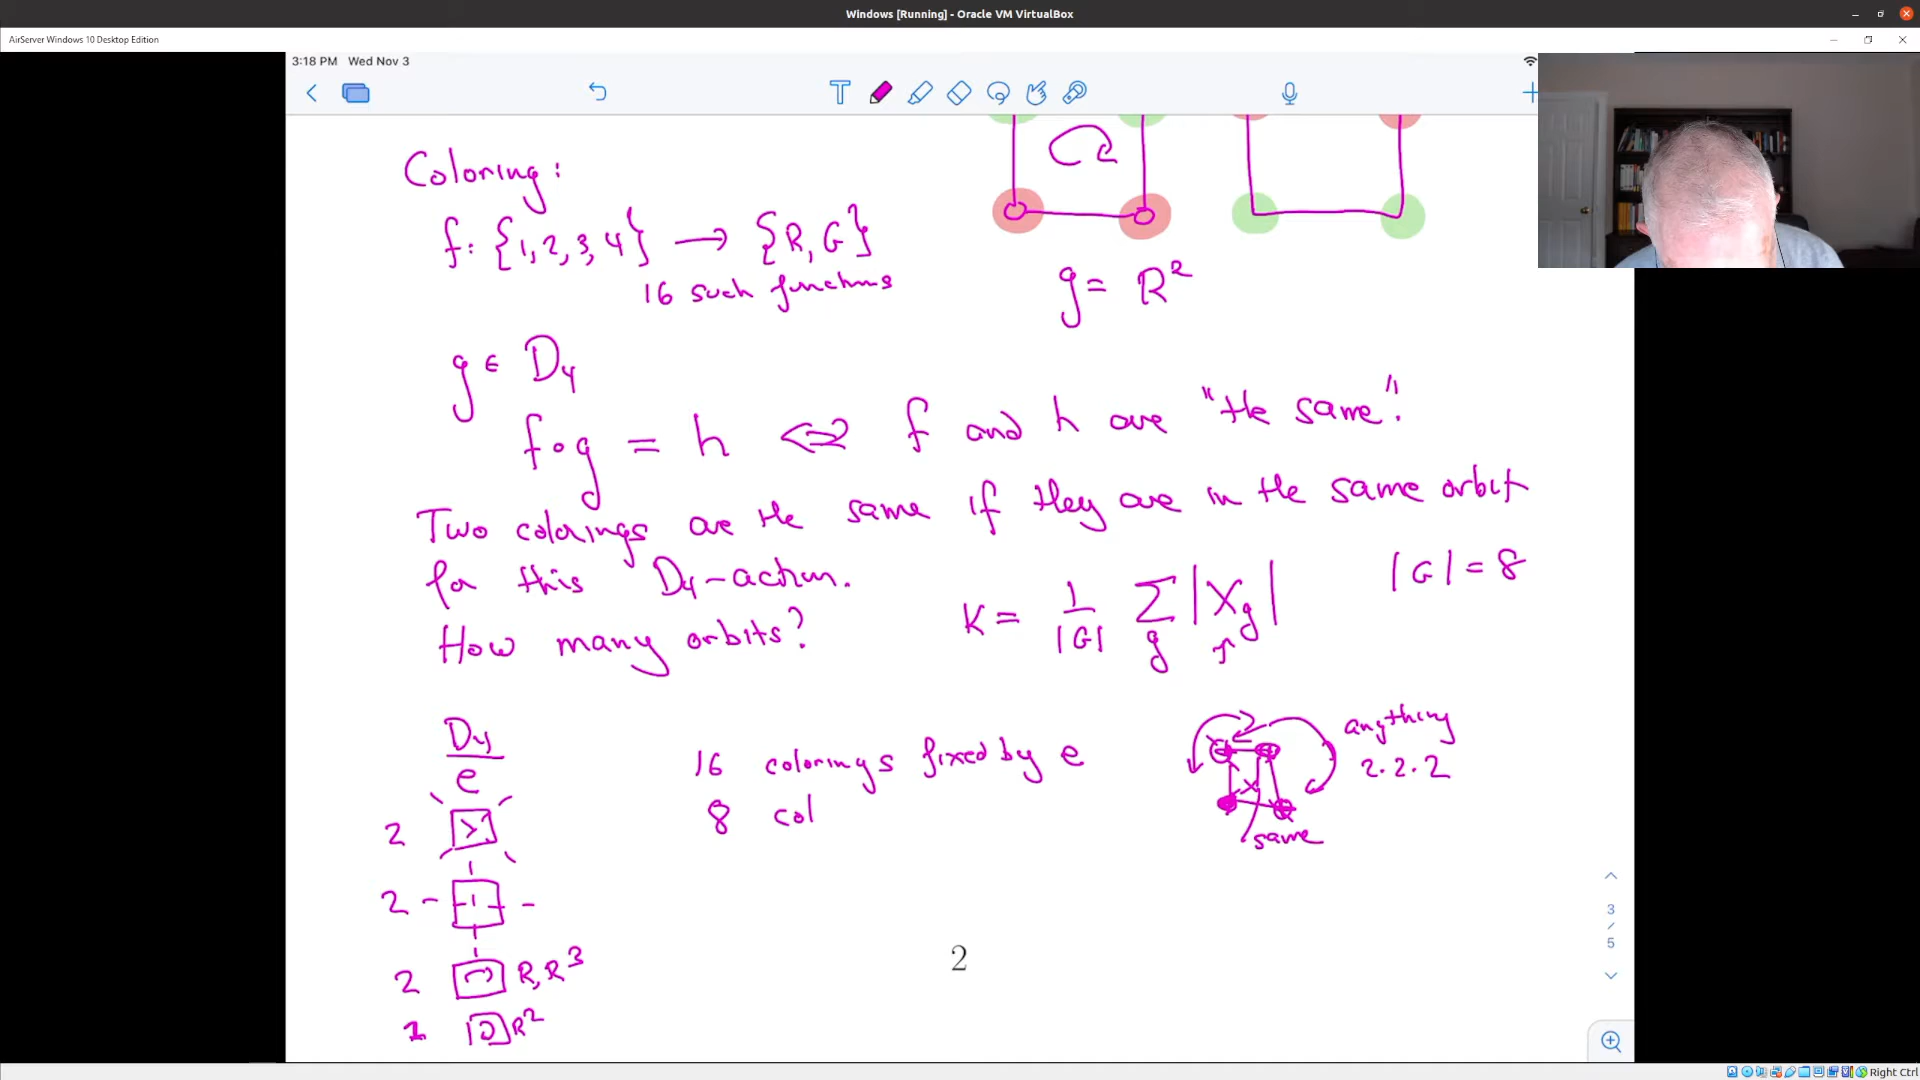 Windows [Running] - Oracle VM VirtualBox
AirServer Windows 10 Desktop Edition
3:18 PM Wed Nov 3
Coloring:
f: {1,2,3,4} → {R,G}
16 such functions
g = R²
g ∈ D₄
f∘g = h ⇔ f and h are "the same".
Two colorings are the same if they are in the same orbit
for this D₄-action.
|G| = 8
How many orbits?
K = 1/|G| Σ_g |X_g|
D₄
e
16 colorings fixed by e
8 col
anything
2·2·2
same
2
2
2 R, R³
1 R²
2
3
/
5
Right Ctrl